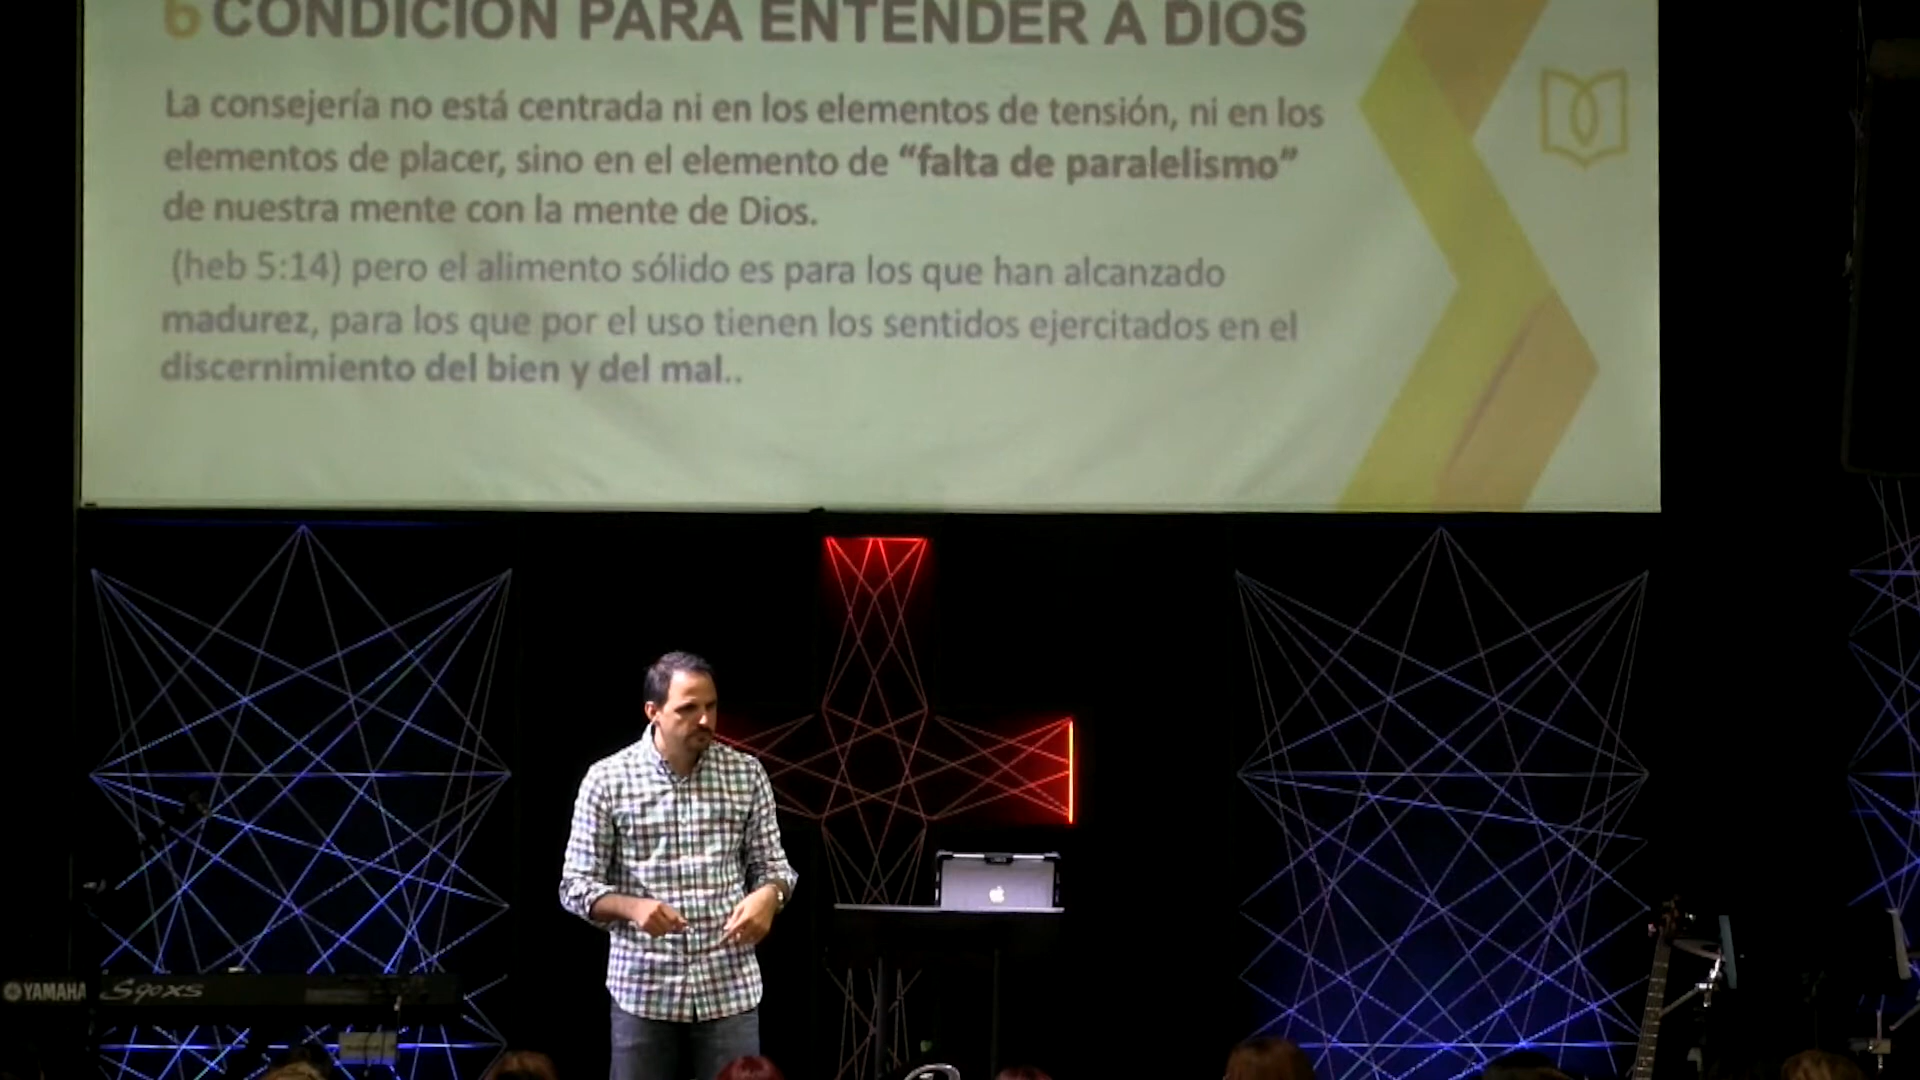 6 CONDICIÓN PARA ENTENDER A DIOS
La consejería no está centrada ni en los elementos de tensión, ni en los
elementos de placer, sino en el elemento de “falta de paralelismo”
de nuestra mente con la mente de Dios.
(heb 5:14) pero el alimento sólido es para los que han alcanzado
madurez, para los que por el uso tienen los sentidos ejercitados en el
discernimiento del bien y del mal..
YAMAHA S90XS